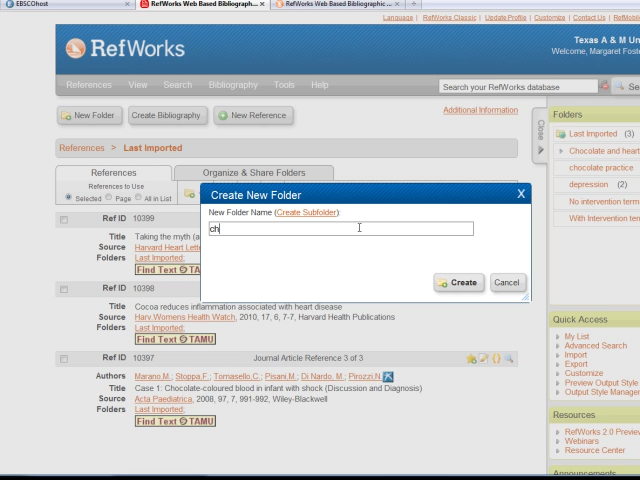 EBSCOhost
RefWorks Web Based Bibliograph...
RefWorks Web Based Bibliographic ...
Language | RefWorks Classic | Update Profile | Customize | Contact Us | RefMobile
RefWorks
Texas A & M Un
Welcome, Margaret Foste
References View Search Bibliography Tools Help
Search your RefWorks database
Se
New Folder
Create Bibliography
New Reference
Additional Information
References > Last Imported
References
Organize & Share Folders
References to Use
Selected Page All in List
Create New Folder X
New Folder Name (Create Subfolder):
ch
Create
Cancel
Ref ID 10399
Title Taking the myth (a
Source Harvard Heart Lett
Folders Last Imported;
Find Text @ TA
Ref ID 10398
Title Cocoa reduces inflammation associated with heart disease
Source Harv.Womens Health Watch, 2010, 17, 6, 7-7, Harvard Health Publications
Folders Last Imported;
Find Text @ TAMU
Ref ID 10397 Journal Article Reference 3 of 3
Authors Marano,M.; Stoppa,F.; Tomasello,C.; Pisani,M.; Di Nardo, M.; Pirozzi,N
Title Case 1: Chocolate-coloured blood in infant with shock (Discussion and Diagnosis)
Source Acta Paediatrica, 2008, 97, 7, 991-992, Wiley-Blackwell
Folders Last Imported;
Find Text @ TAMU
Close
Folders
Last Imported (3)
Chocolate and heart
chocolate practice
depression (2)
No intervention term
With Intervention ten
Quick Access
My List
Advanced Search
Import
Export
Customize
Preview Output Style
Output Style Manager
Resources
RefWorks 2.0 Preview
Webinars
Resource Center
Announcements